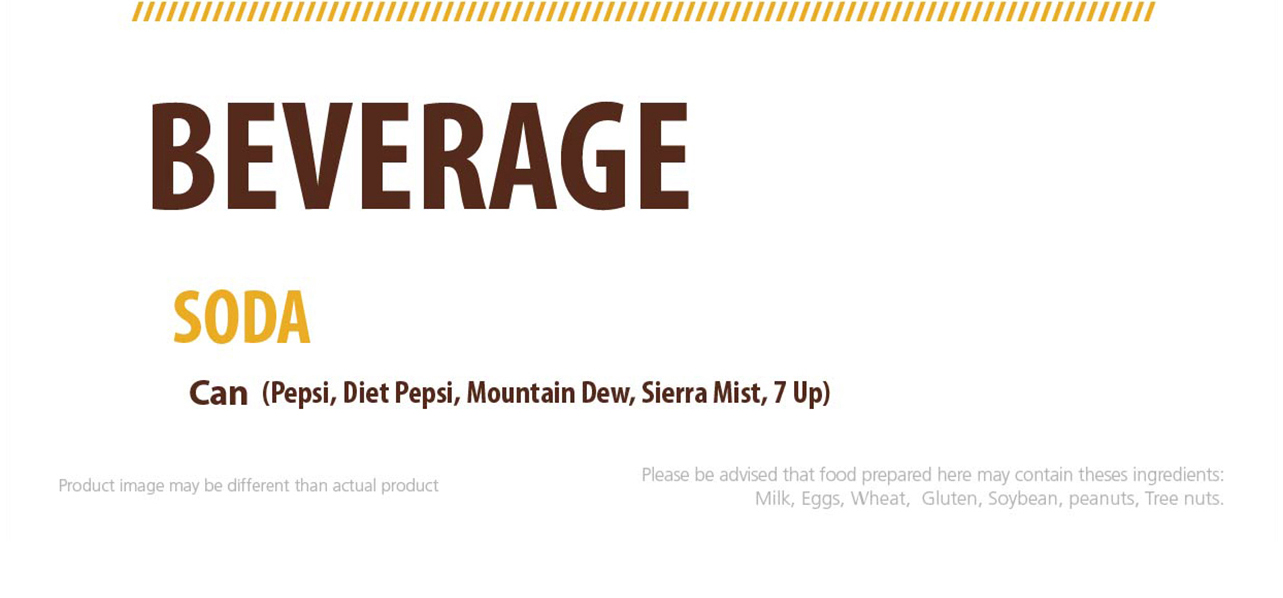 BEVERAGE
SODA
Can (Pepsi, Diet Pepsi, Mountain Dew, Sierra Mist, 7 Up)
Product image may be different than actual product
Please be advised that food prepared here may contain theses ingredients:
Milk, Eggs, Wheat, Gluten, Soybean, peanuts, Tree nuts.